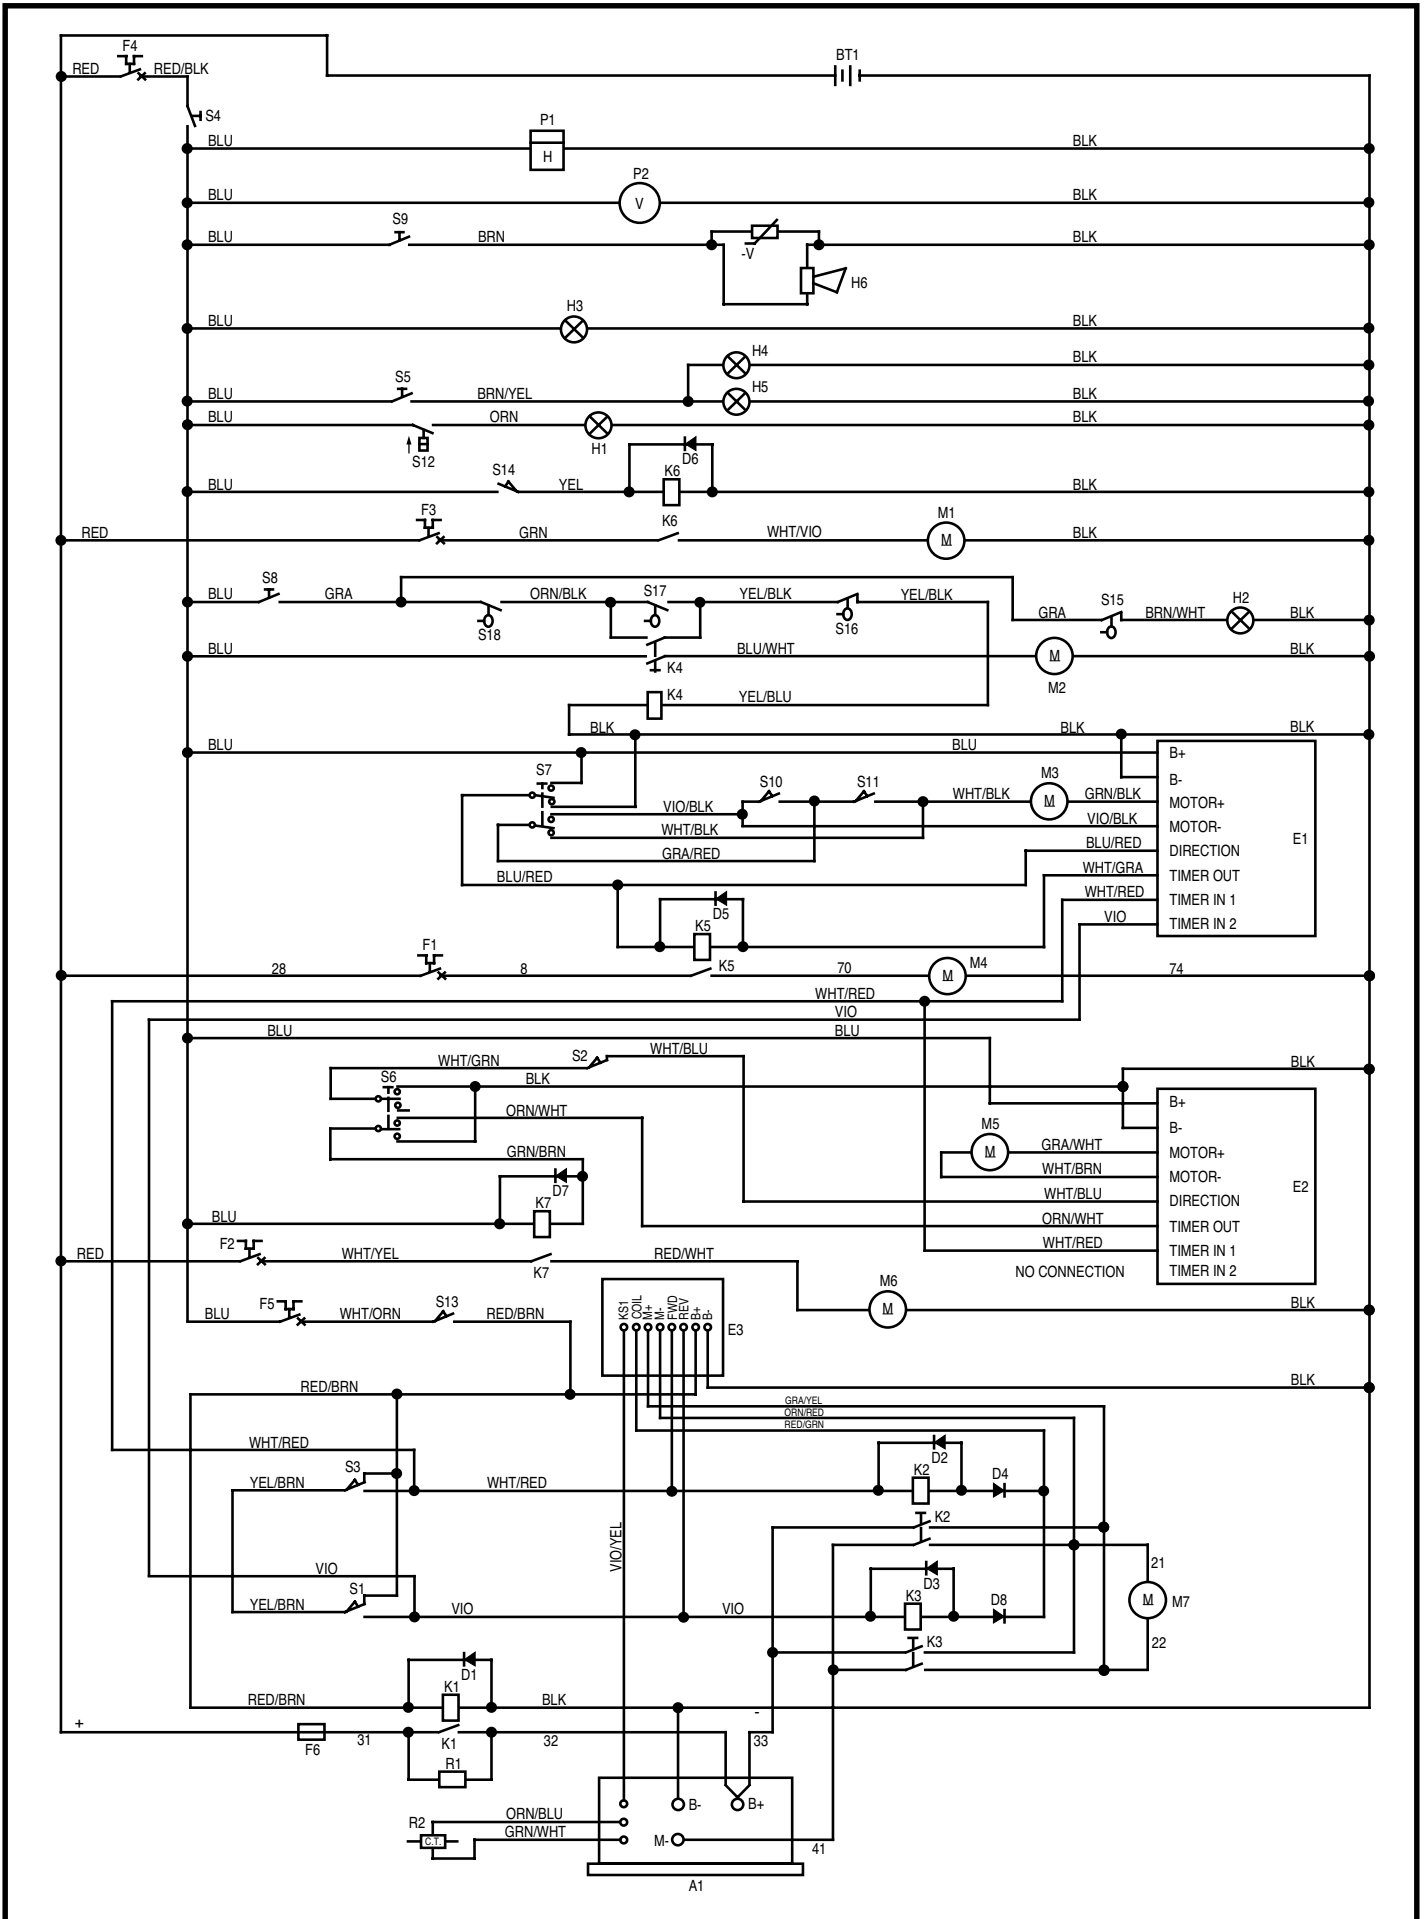 F4
BT1
RED
RED/BLK
S4
P1
BLU
BLK
H
P2
BLU
V
BLK
S9
BLU
BRN
BLK
-V
H6
H3
BLU
BLK
H4
BLK
S5
H5
BLU
BRN/YEL
BLK
BLU
ORN
BLK
H1
S12
D6
S14
K6
BLU
YEL
BLK
F3
K6
M1
RED
GRN
WHT/VIO
M
BLK
S8
S17
BLU
GRA
ORN/BLK
YEL/BLK
YEL/BLK
S15
H2
GRA
BRN/WHT
BLK
S18
S16
BLU
BLU/WHT
M
BLK
K4
M2
K4
YEL/BLU
BLK
BLK
BLK
BLU
BLU
B+
S7
S10
S11
M3
B-
WHT/BLK
M
GRN/BLK
MOTOR+
VIO/BLK
VIO/BLK
MOTOR-
WHT/BLK
E1
GRA/RED
BLU/RED
DIRECTION
BLU/RED
WHT/GRA
TIMER OUT
WHT/RED
TIMER IN 1
D5
VIO
TIMER IN 2
K5
F1
28
8
K5
70
M
M4
74
WHT/RED
VIO
BLU
BLU
WHT/GRN
S2
WHT/BLU
BLK
S6
BLK
B+
ORN/WHT
B-
M5
M
GRA/WHT
MOTOR+
GRN/BRN
WHT/BRN
MOTOR-
D7
E2
K7
WHT/BLU
DIRECTION
BLU
ORN/WHT
TIMER OUT
F2
WHT/RED
TIMER IN 1
RED
WHT/YEL
RED/WHT
K7
NO CONNECTION
TIMER IN 2
M6
F5
S13
KS1
COIL
M+
M-
FWD
REV
B+
B-
M
BLK
BLU
WHT/ORN
RED/BRN
E3
RED/BRN
BLK
GRA/YEL
ORN/RED
RED/GRN
WHT/RED
D2
S3
K2
D4
YEL/BRN
WHT/RED
K2
VIO/YEL
21
VIO
D3
S1
K3
D8
M
M7
YEL/BRN
VIO
VIO
K3
22
D1
K1
RED/BRN
BLK
+
-
F6
31
K1
32
33
R1
B-
B+
R2
ORN/BLU
C.T.
GRN/WHT
M-
41
A1